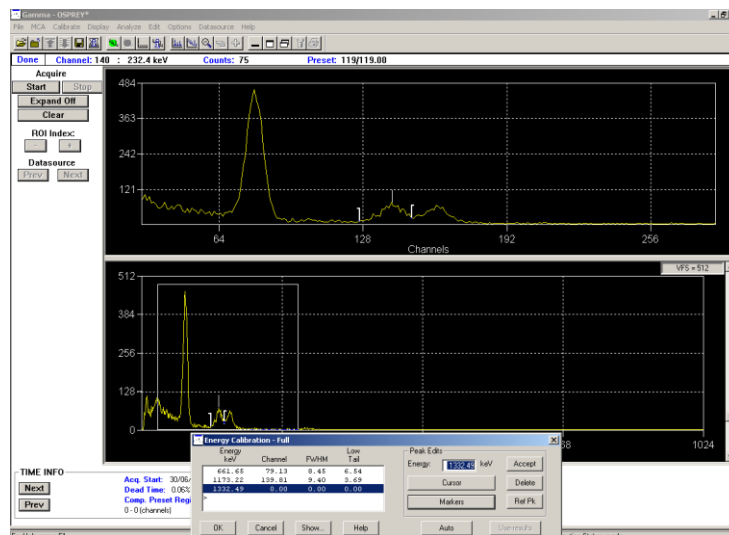 Gamma - OSPREY*
File MCA Calibrate Display Analyze Edit Options Datasource Help
Done Channel: 140 : 232.4 keV Counts: 75 Preset: 119/119.00
Acquire
Start Stop
Expand Off
Clear
ROI Index:
- +
Datasource
Prev Next
484
363
242
121
64 128 192 256
Channels
VFS = 512
512
384
256
128
0
1024
Energy Calibration - Full
Energy keV Channel FWHM Low Tail
661.65 79.13 8.45 6.54
1173.22 139.81 9.40 3.69
1332.49 0.00 0.00 0.00
>
Peak Edits
Energy: 1332.49 keV Accept
Cursor Delete
Markers Ref Pk
OK Cancel Show... Help Auto Use results
TIME INFO
Next
Prev
Acq. Start: 30/06/
Dead Time: 0.06%
Comp. Preset Regi
0 - 0 (channels)